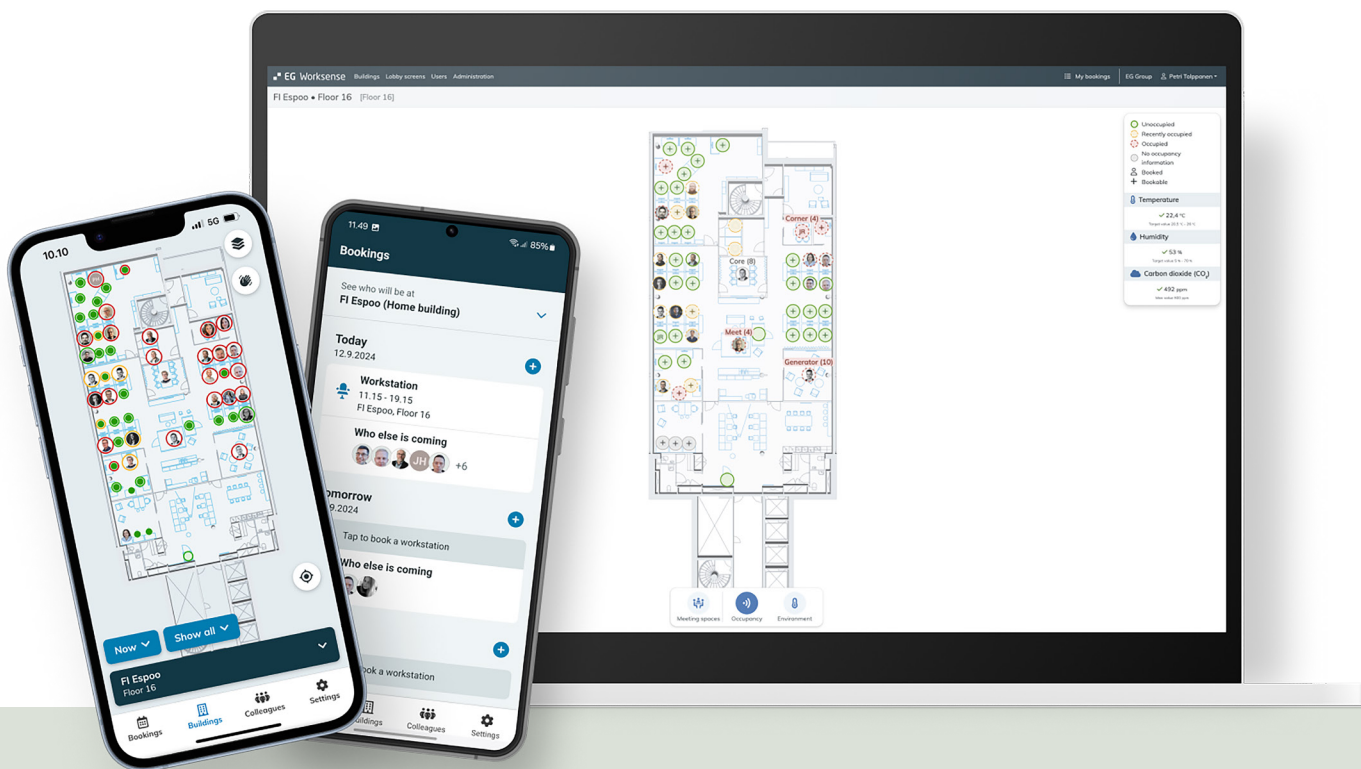 EG Worksense Buildings Lobby screens Users Administration
My bookings EG Group Petri Talpponen
FI Espoo • Floor 16 [Floor 16]
Unoccupied
Recently occupied
Occupied
No occupancy
information
Booked
+ Bookable
Temperature
✓ 22,4 °C
Humidity
✓ 53 %
Carbon dioxide (CO₂)
✓ 492 ppm
Corner (4)
Core (8)
Meet (4)
Generator (10)
JR
JR
Meeting spaces
Occupancy
Environment
10.10
5G
Now
Show all
FI Espoo
Floor 16
Bookings
Buildings
Colleagues
Settings
11.49
85%
Bookings
See who will be at
FI Espoo (Home building)
Today
12.9.2024
Workstation
11.15 - 19.15
FI Espoo, Floor 16
Who else is coming
JH
+6
omorrow
9.2024
Tap to book a workstation
Who else is coming
ook a workstation
uildings
Colleagues
Settings